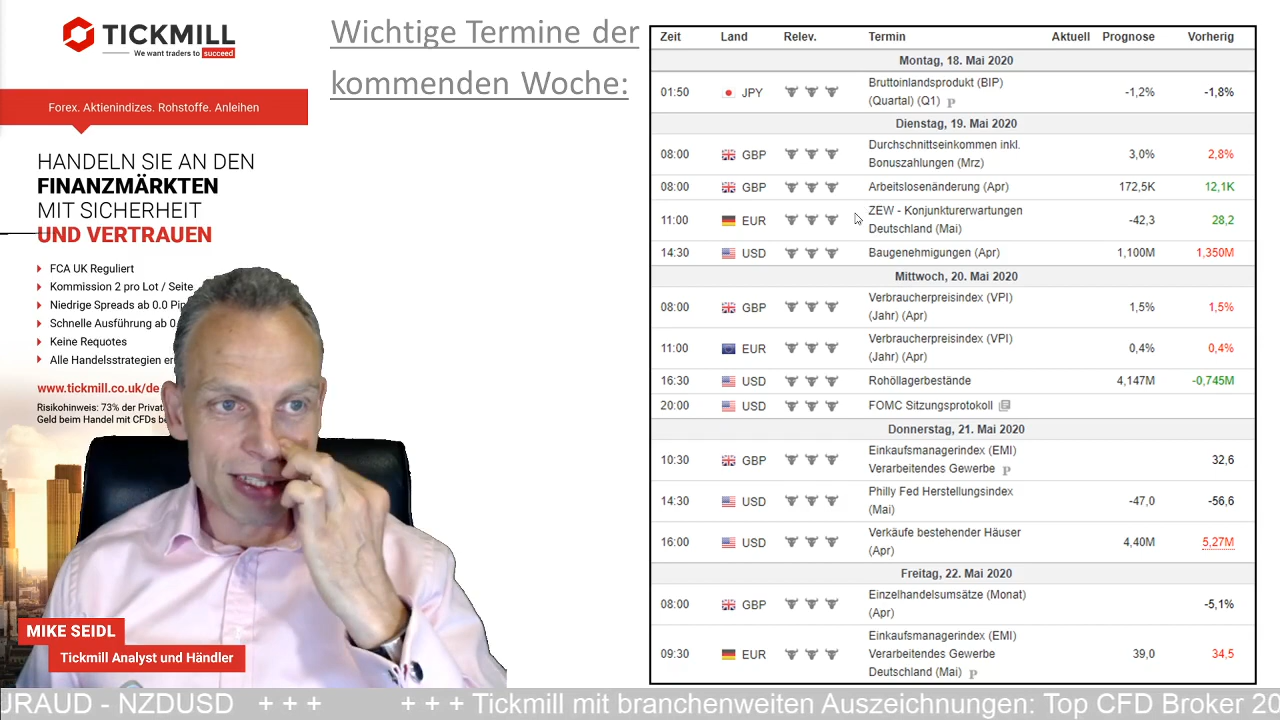 TICKMILL
We want traders to succeed
Forex. Aktienindizes. Rohstoffe. Anleihen
HANDELN SIE AN DEN
FINANZMÄRKTEN
MIT SICHERHEIT
UND VERTRAUEN
FCA UK Reguliert
Kommission 2 pro Lot / Seite
Niedrige Spreads ab 0.0
Schnelle Ausführung ab
Keine Requotes
Alle Handelsstrategien
www.tickmill.co.uk/de
Risikohinweis: 73% der
Geld beim Handel mit CFDs
MIKE SEIDL
Tickmill Analyst und Händler
Wichtige Termine der
kommenden Woche:
Zeit Land Relev. Termin Aktuell Prognose Vorherig
Montag, 18. Mai 2020
01:50 JPY Bruttoinlandsprodukt (BIP) -1,2% -1,8%
(Quartal) (Q1) P
Dienstag, 19. Mai 2020
08:00 GBP Durchschnittseinkommen inkl. 3,0% 2,8%
Bonuszahlungen (Mrz)
08:00 GBP Arbeitslosenänderung (Apr) 172,5K 12,1K
11:00 EUR ZEW - Konjunkturerwartungen -42,3 28,2
Deutschland (Mai)
14:30 USD Baugenehmigungen (Apr) 1,100M 1,350M
Mittwoch, 20. Mai 2020
08:00 GBP Verbraucherpreisindex (VPI) 1,5% 1,5%
(Jahr) (Apr)
11:00 EUR Verbraucherpreisindex (VPI) 0,4% 0,4%
(Jahr) (Apr)
16:30 USD Rohöllagerbestände 4,147M -0,745M
20:00 USD FOMC Sitzungsprotokoll
Donnerstag, 21. Mai 2020
10:30 GBP Einkaufsmanagerindex (EMI) 32,6
Verarbeitendes Gewerbe P
14:30 USD Philly Fed Herstellungsindex -47,0 -56,6
(Mai)
16:00 USD Verkäufe bestehender Häuser 4,40M 5,27M
(Apr)
Freitag, 22. Mai 2020
08:00 GBP Einzelhandelsumsätze (Monat) -5,1%
(Apr)
09:30 EUR Einkaufsmanagerindex (EMI) 39,0 34,5
Verarbeitendes Gewerbe
Deutschland (Mai) P
URAUD - NZDUSD + + + + + + Tickmill mit branchenweiten Auszeichnungen: Top CFD Broker 20